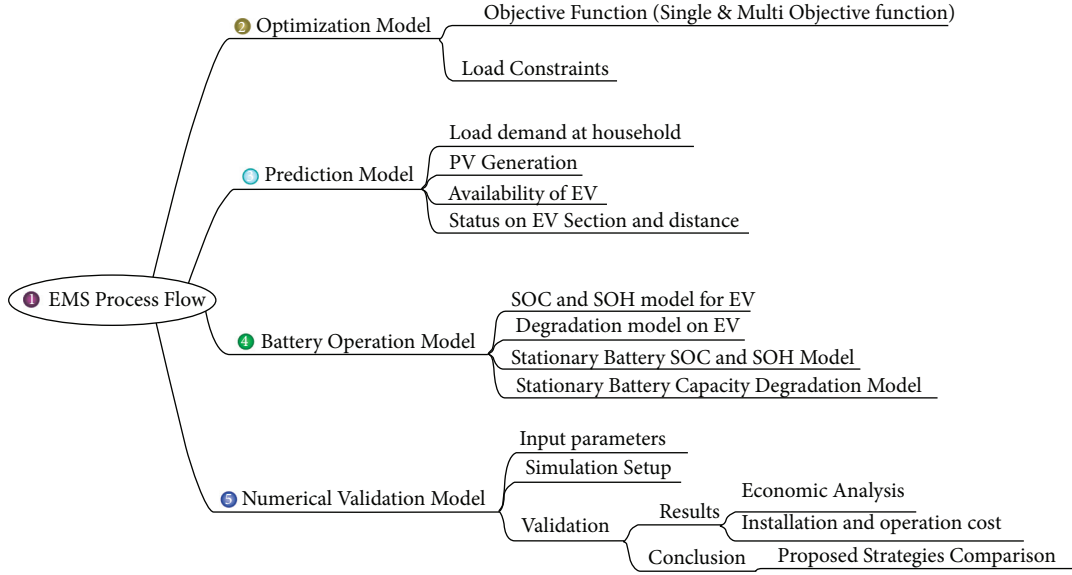 1 EMS Process Flow
2 Optimization Model
Objective Function (Single & Multi Objective function)
Load Constraints
3 Prediction Model
Load demand at household
PV Generation
Availability of EV
Status on EV Section and distance
4 Battery Operation Model
SOC and SOH model for EV
Degradation model on EV
Stationary Battery SOC and SOH Model
Stationary Battery Capacity Degradation Model
5 Numerical Validation Model
Input parameters
Simulation Setup
Validation
Results
Economic Analysis
Installation and operation cost
Conclusion
Proposed Strategies Comparison